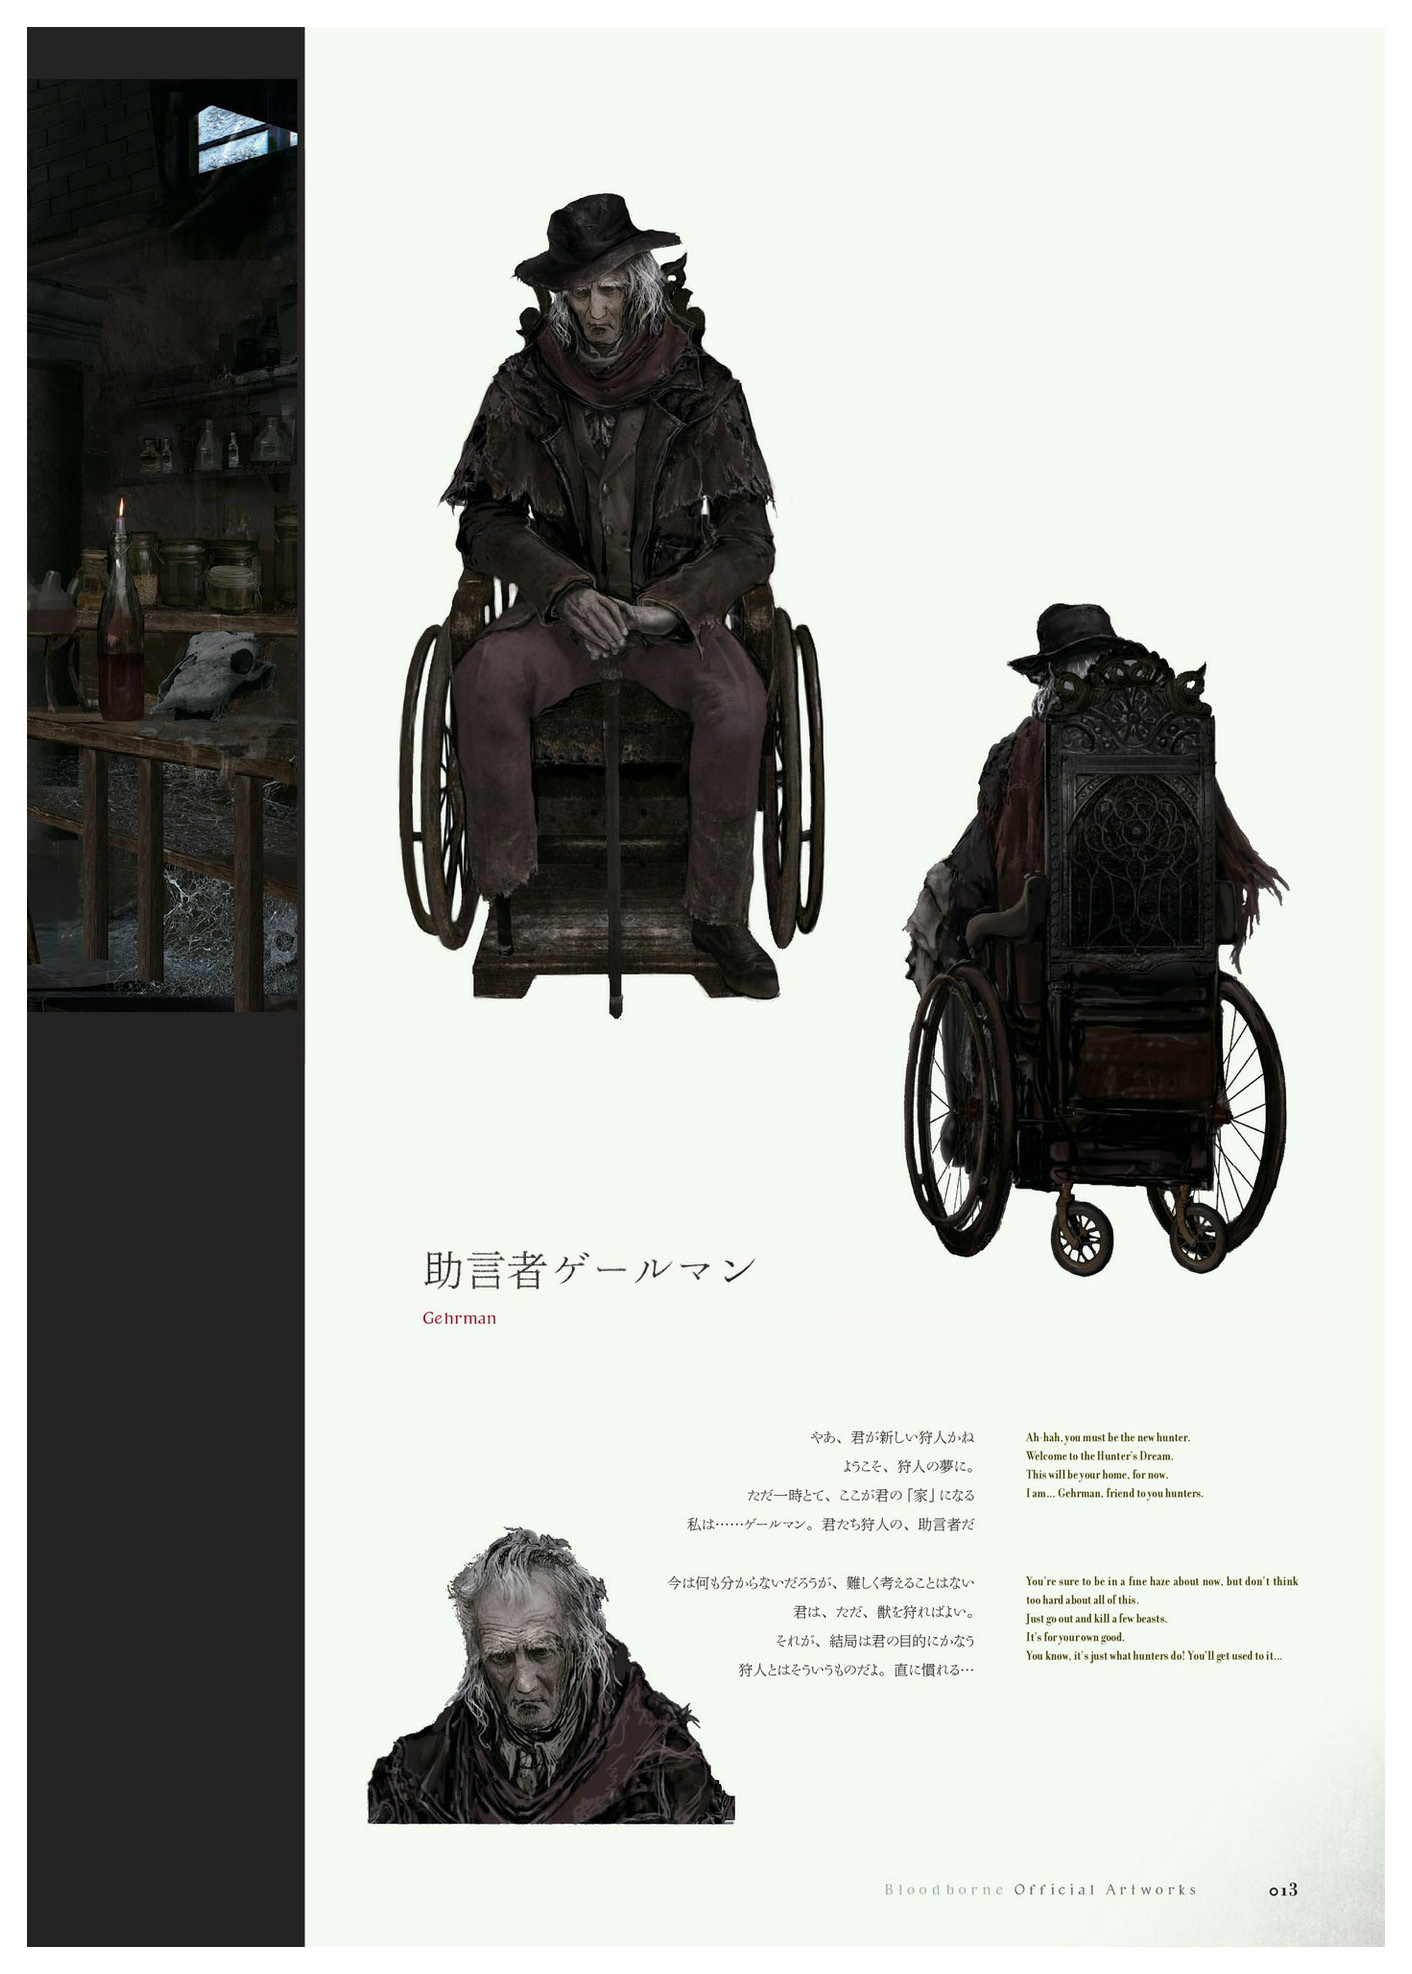 助言者ゲールマン
Gehrman
やあ、君が新しい狩人かね
ようこそ、狩人の夢に。
ただ一時とて、ここが君の「家」になる
私は……ゲールマン。君たち狩人の、助言者だ
今は何も分からないだろうが、難しく考えることはない
君は、ただ、獣を狩ればよい。
それが、結局は君の目的にかなう
狩人とはそういうものだよ。直に慣れる…
Ah-hah, you must be the new hunter.
Welcome to the Hunter's Dream.
This will be your home, for now.
I am... Gehrman, friend to you hunters.
You're sure to be in a fine haze about now, but don't think
too hard about all of this.
Just go out and kill a few beasts.
It's for your own good.
You know, it's just what hunters do! You'll get used to it...
Bloodborne Official Artworks
013